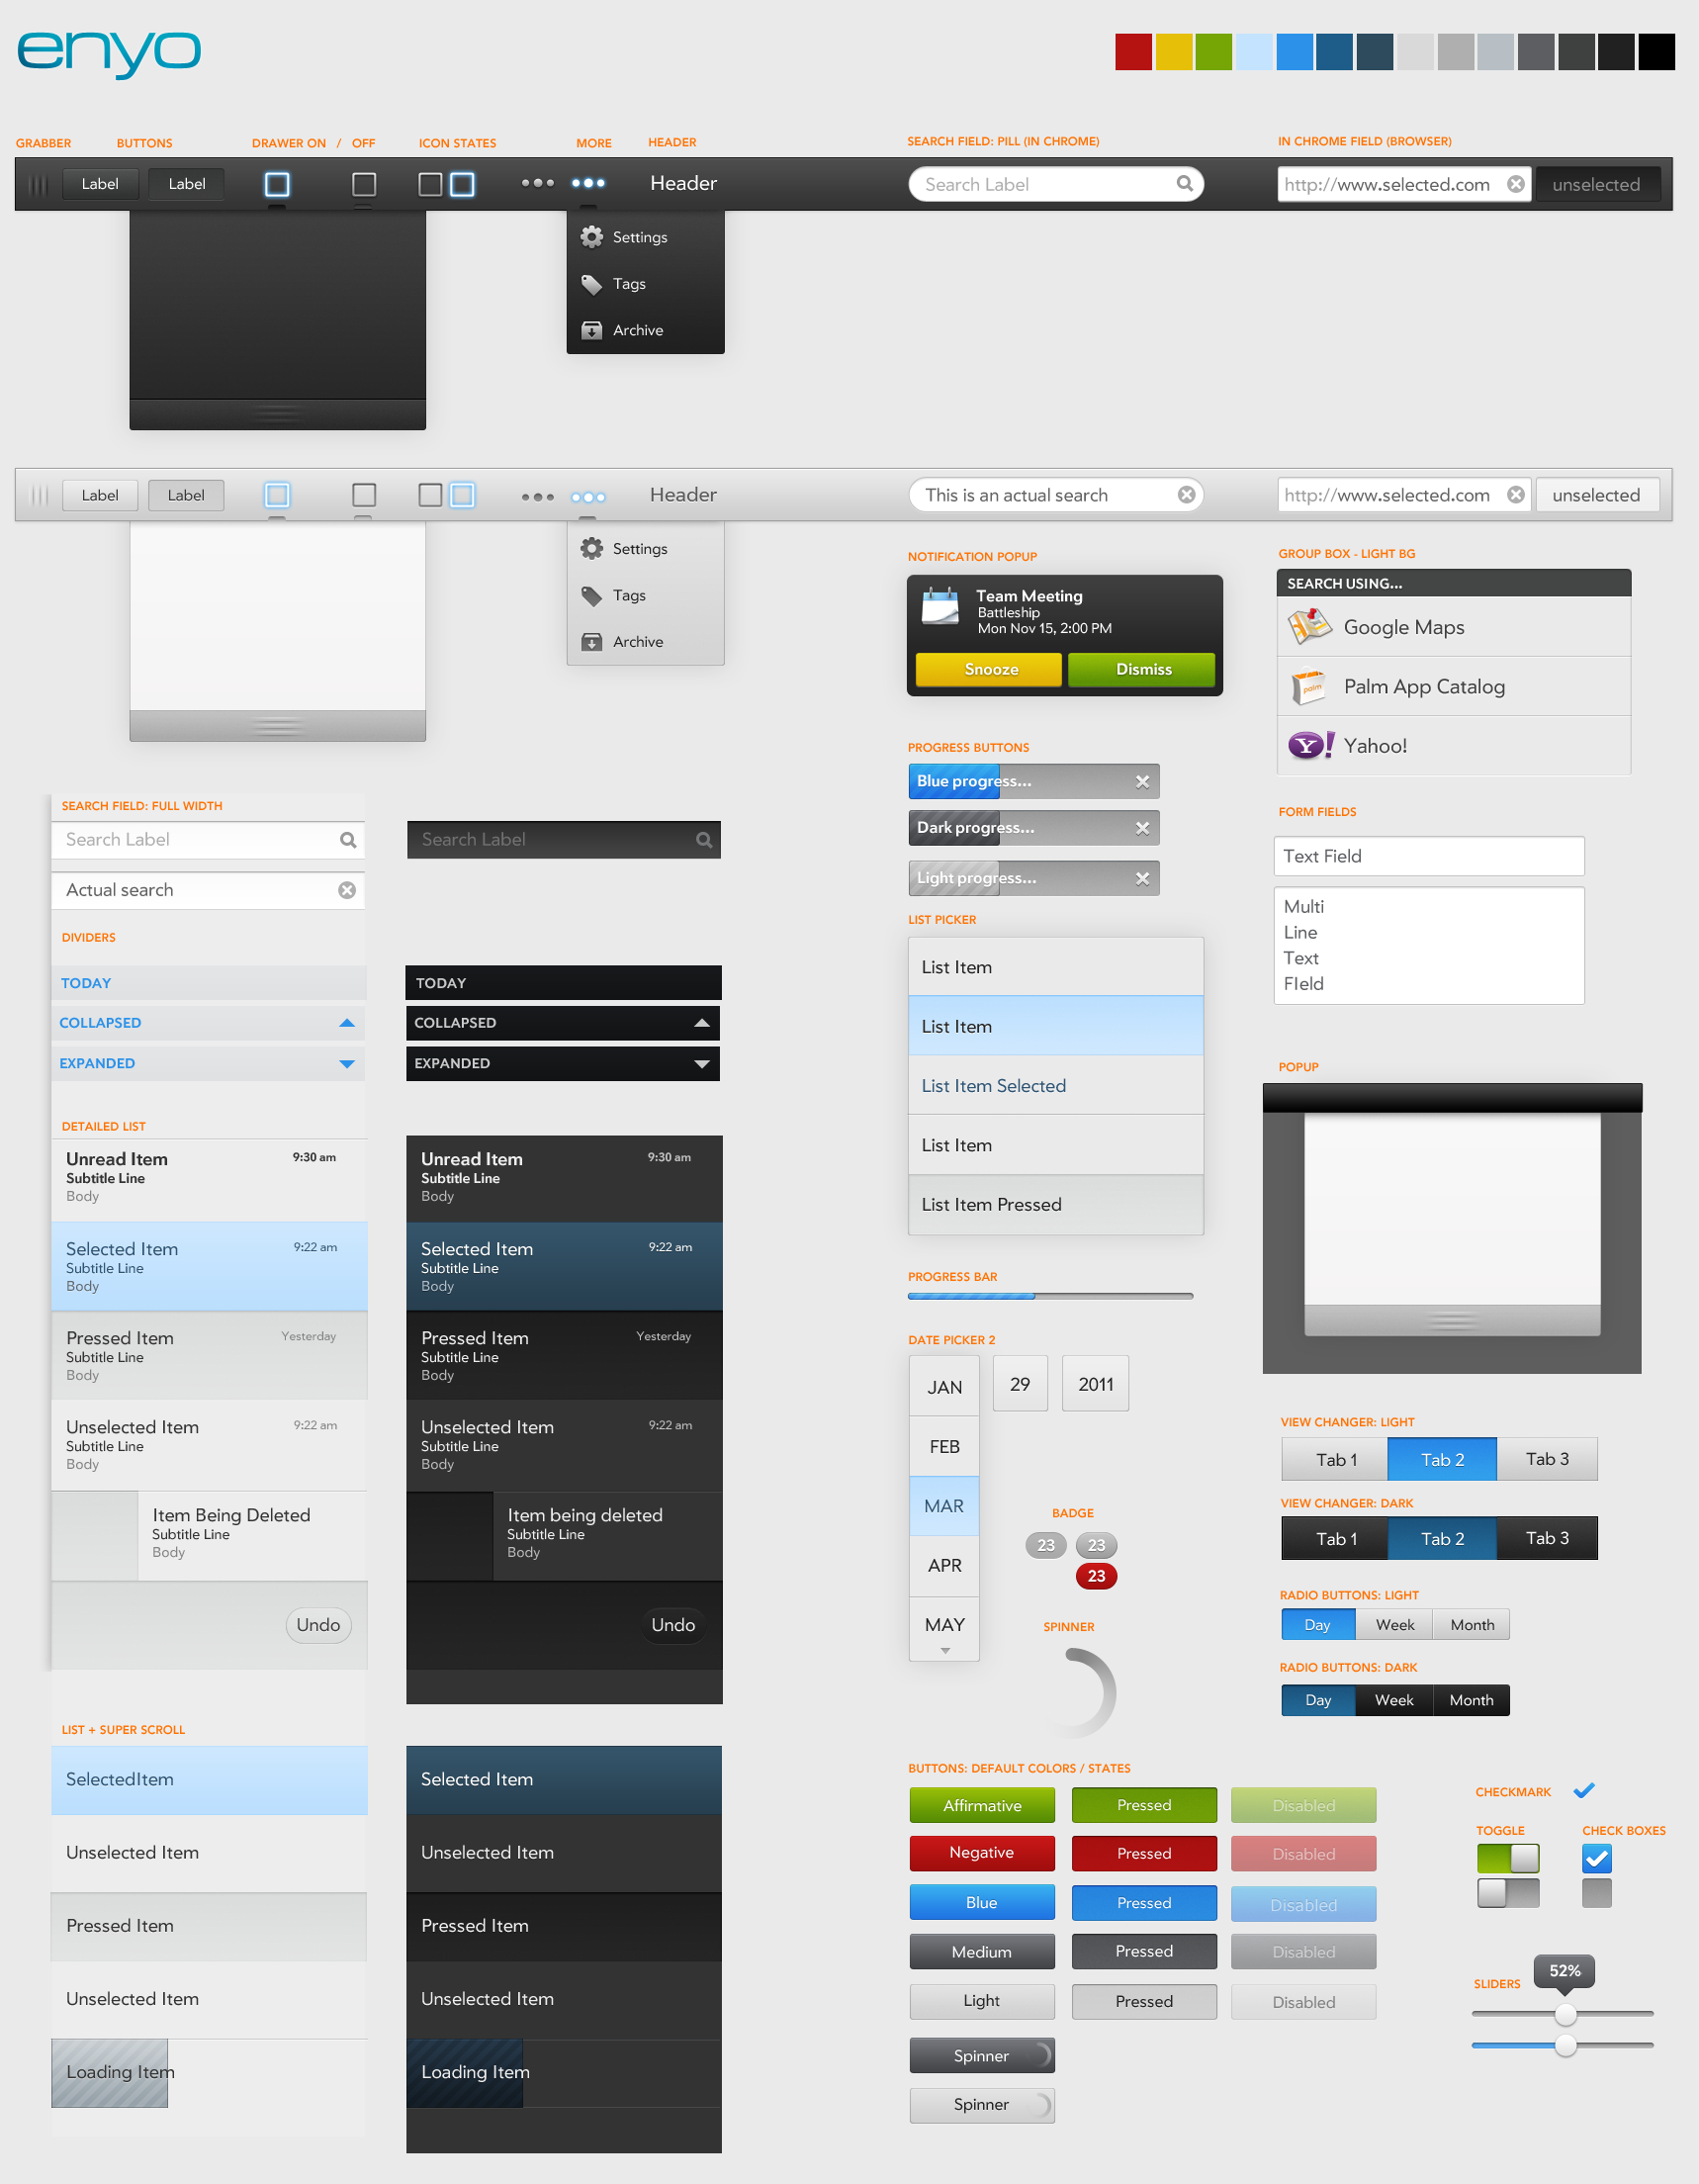 enyo
GRABBER
BUTTONS
DRAWER ON / OFF
ICON STATES
MORE
HEADER
SEARCH FIELD: PILL (IN CHROME)
IN CHROME FIELD (BROWSER)
Label
Label
Header
Search Label
http://www.selected.com
unselected
Settings
Tags
Archive
Label
Label
Header
This is an actual search
http://www.selected.com
unselected
Settings
Tags
Archive
NOTIFICATION POPUP
Team Meeting
Battleship
Mon Nov 15, 2:00 PM
Snooze
Dismiss
GROUP BOX - LIGHT BG
SEARCH USING...
Google Maps
palm
Palm App Catalog
Y!
Yahoo!
PROGRESS BUTTONS
Blue progress...
Dark progress...
Light progress...
FORM FIELDS
Text Field
Multi
Line
Text
FIeld
SEARCH FIELD: FULL WIDTH
Search Label
Search Label
Actual search
DIVIDERS
TODAY
COLLAPSED
EXPANDED
TODAY
COLLAPSED
EXPANDED
LIST PICKER
List Item
List Item
List Item Selected
List Item
List Item Pressed
POPUP
DETAILED LIST
Unread Item
9:30 am
Subtitle Line
Body
Selected Item
9:22 am
Subtitle Line
Body
Pressed Item
Yesterday
Subtitle Line
Body
Unselected Item
9:22 am
Subtitle Line
Body
Item Being Deleted
Subtitle Line
Body
Undo
Unread Item
9:30 am
Subtitle Line
Body
Selected Item
9:22 am
Subtitle Line
Body
Pressed Item
Yesterday
Subtitle Line
Body
Unselected Item
9:22 am
Subtitle Line
Body
Item being deleted
Subtitle Line
Body
Undo
PROGRESS BAR
DATE PICKER 2
JAN
29
2011
FEB
MAR
APR
MAY
BADGE
23
23
23
SPINNER
VIEW CHANGER: LIGHT
Tab 1
Tab 2
Tab 3
VIEW CHANGER: DARK
Tab 1
Tab 2
Tab 3
RADIO BUTTONS: LIGHT
Day
Week
Month
RADIO BUTTONS: DARK
Day
Week
Month
LIST + SUPER SCROLL
SelectedItem
Unselected Item
Pressed Item
Unselected Item
Loading Item
Selected Item
Unselected Item
Pressed Item
Unselected Item
Loading Item
BUTTONS: DEFAULT COLORS / STATES
Affirmative
Pressed
Disabled
Negative
Pressed
Disabled
Blue
Pressed
Disabled
Medium
Pressed
Disabled
Light
Pressed
Disabled
Spinner
Spinner
CHECKMARK
TOGGLE
CHECK BOXES
SLIDERS
52%